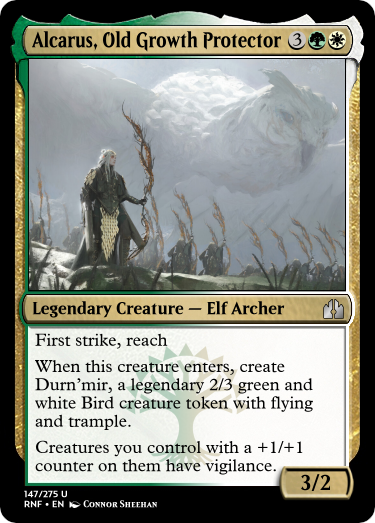 Alcarus, Old Growth Protector 3
Legendary Creature — Elf Archer
First strike, reach
When this creature enters, create
Durn'mir, a legendary 2/3 green and
white Bird creature token with flying
and trample.
Creatures you control with a +1/+1
counter on them have vigilance.
3/2
147/275 U
RNF • EN Connor Sheehan